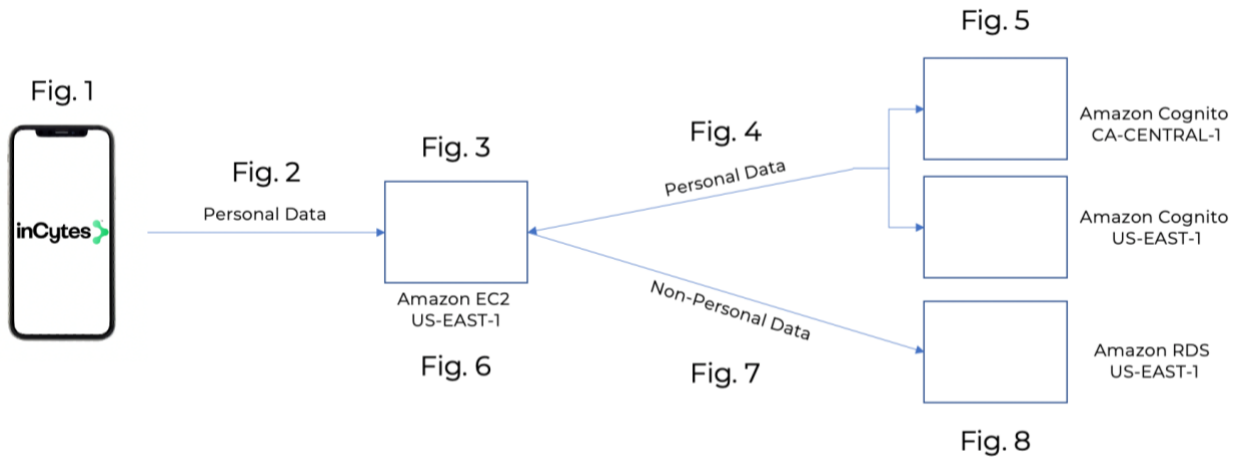 Fig. 1
inCytes
Fig. 2
Personal Data
Fig. 3
Amazon EC2
US-EAST-1
Fig. 6
Fig. 4
Personal Data
Non-Personal Data
Fig. 7
Fig. 5
Amazon Cognito
CA-CENTRAL-1
Amazon Cognito
US-EAST-1
Amazon RDS
US-EAST-1
Fig. 8